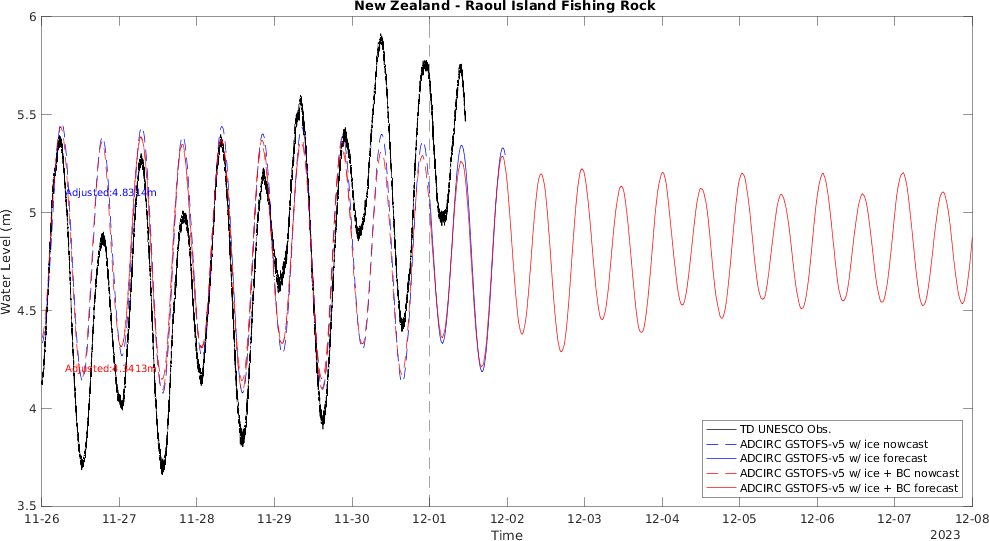 New Zealand - Raoul Island Fishing Rock
6
5.5
5
4.5
4
3.5
Water Level (m)
Adjusted:4.8314m
Adjusted:4.3413m
TD UNESCO Obs.
ADCIRC GSTOFS-v5 w/ ice nowcast
ADCIRC GSTOFS-v5 w/ ice forecast
ADCIRC GSTOFS-v5 w/ ice + BC nowcast
ADCIRC GSTOFS-v5 w/ ice + BC forecast
11-26 11-27 11-28 11-29 11-30 12-01 12-02 12-03 12-04 12-05 12-06 12-07 12-08
Time
2023